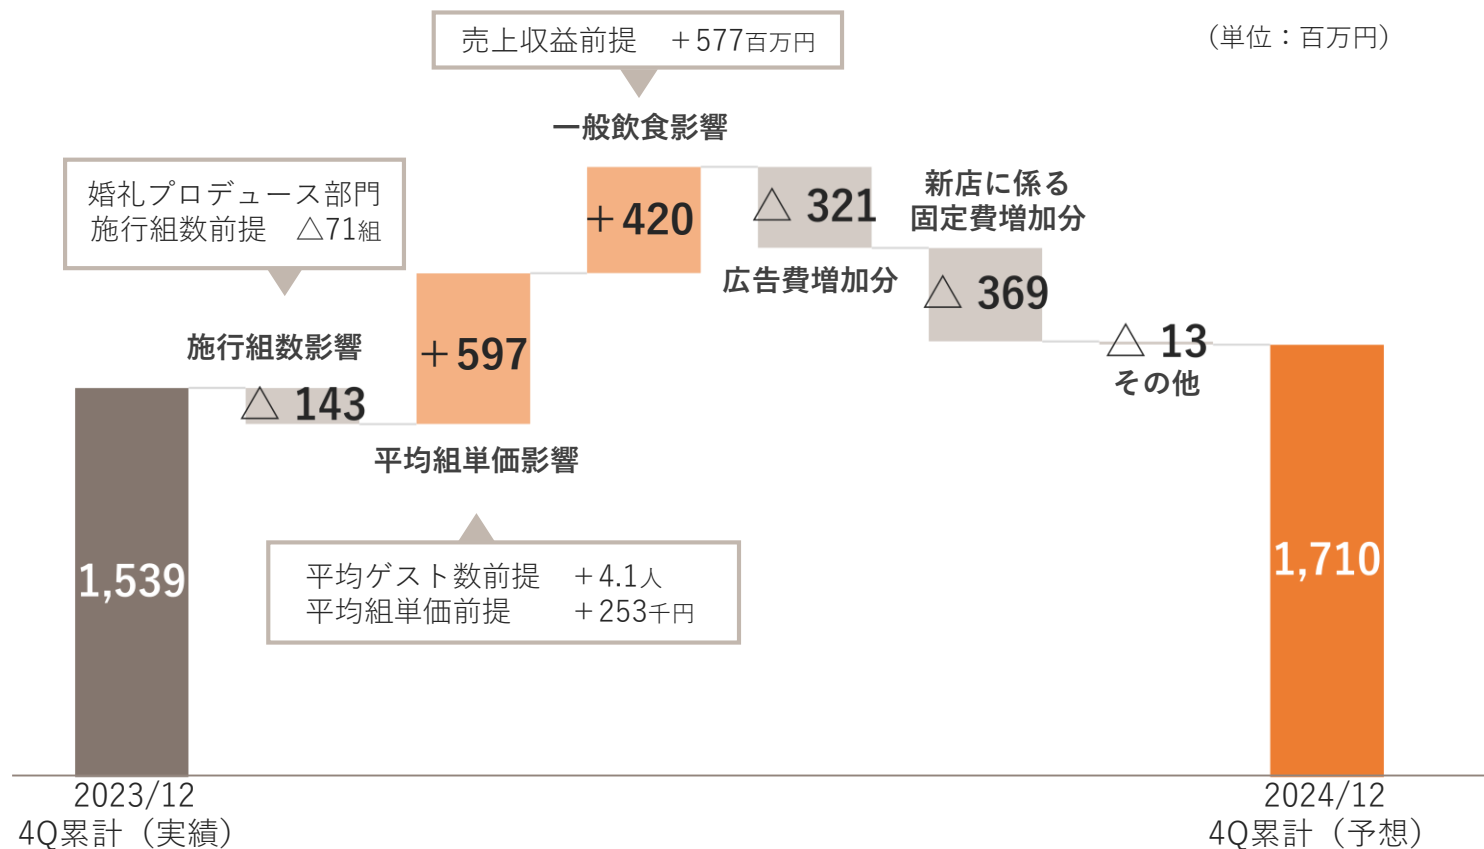 (単位:百万円)
売上収益前提 +577百万円
一般飲食影響
婚礼プロデュース部門
施行組数前提 △71組
+420
△ 321
新店に係る
固定費増加分
広告費増加分
△ 369
施行組数影響
+597
△ 13
その他
△ 143
平均組単価影響
平均ゲスト数前提 +4.1人
平均組単価前提 +253千円
1,539
1,710
2023/12
4Q累計(実績)
2024/12
4Q累計(予想)